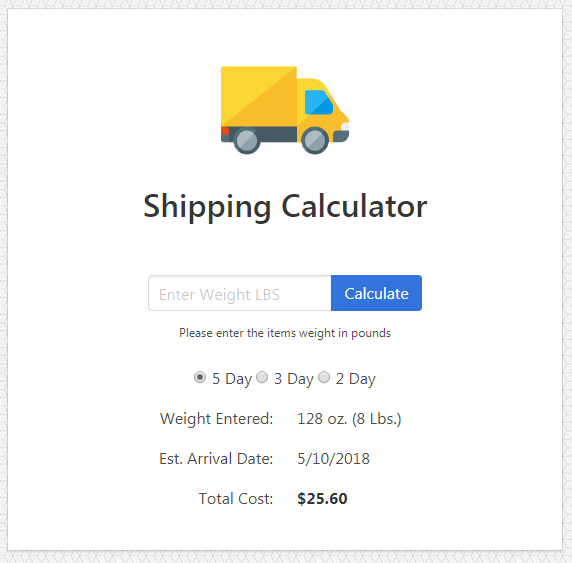 Shipping Calculator
Enter Weight LBS Calculate
Please enter the items weight in pounds
5 Day 3 Day 2 Day
Weight Entered: 128 oz. (8 Lbs.)
Est. Arrival Date: 5/10/2018
Total Cost: $25.60